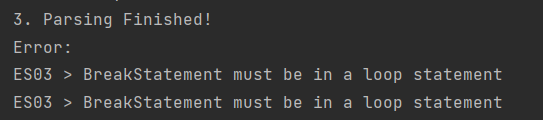 3. Parsing Finished!
Error:
ES03 > BreakStatement must be in a loop statement
ES03 > BreakStatement must be in a loop statement